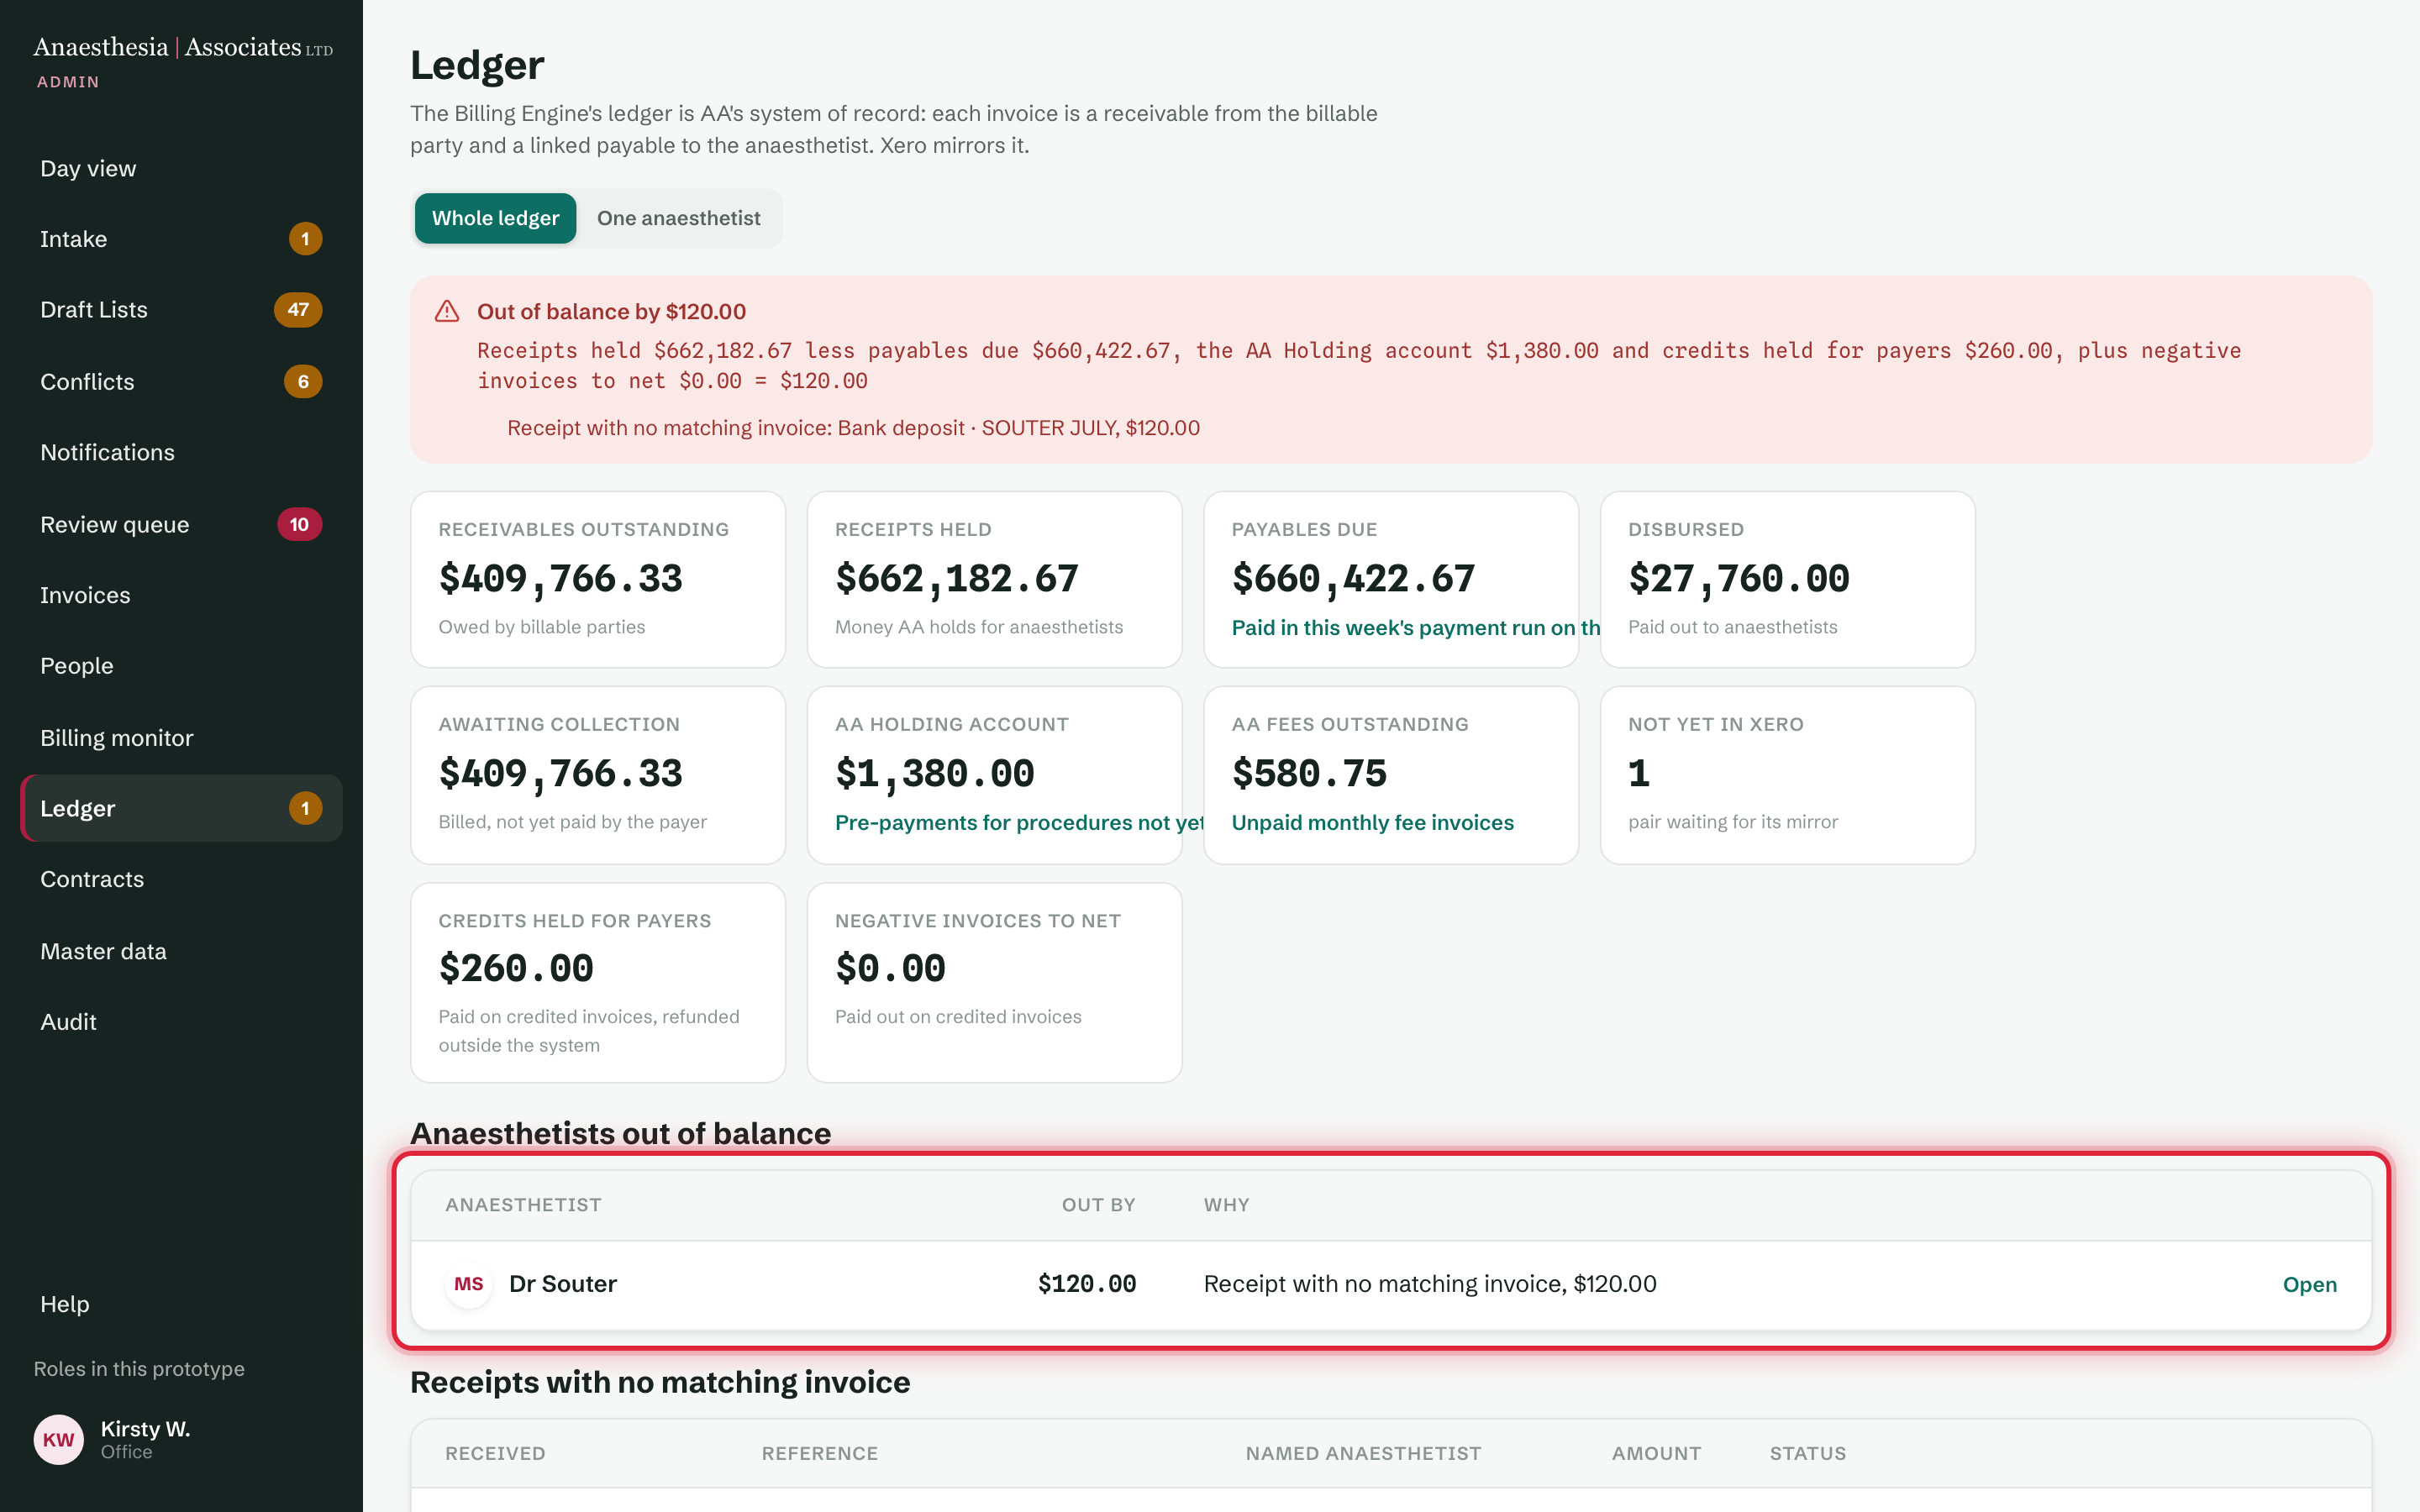 Anaesthesia | Associates LTD
ADMIN
Day view
Intake 1
Draft Lists 47
Conflicts 6
Notifications
Review queue 10
Invoices
People
Billing monitor
Ledger 1
Contracts
Master data
Audit
Help
Roles in this prototype
KW Kirsty W.
Office
Ledger
The Billing Engine's ledger is AA's system of record: each invoice is a receivable from the billable
party and a linked payable to the anaesthetist. Xero mirrors it.
Whole ledger One anaesthetist
Out of balance by $120.00
Receipts held $662,182.67 less payables due $660,422.67, the AA Holding account $1,380.00 and credits held for payers $260.00, plus negative
invoices to net $0.00 = $120.00
Receipt with no matching invoice: Bank deposit · SOUTER JULY, $120.00
RECEIVABLES OUTSTANDING
$409,766.33
Owed by billable parties
RECEIPTS HELD
$662,182.67
Money AA holds for anaesthetists
PAYABLES DUE
$660,422.67
Paid in this week's payment run on th
DISBURSED
$27,760.00
Paid out to anaesthetists
AWAITING COLLECTION
$409,766.33
Billed, not yet paid by the payer
AA HOLDING ACCOUNT
$1,380.00
Pre-payments for procedures not yet
AA FEES OUTSTANDING
$580.75
Unpaid monthly fee invoices
NOT YET IN XERO
1
pair waiting for its mirror
CREDITS HELD FOR PAYERS
$260.00
Paid on credited invoices, refunded
outside the system
NEGATIVE INVOICES TO NET
$0.00
Paid out on credited invoices
Anaesthetists out of balance
ANAESTHETIST OUT BY WHY
MS Dr Souter $120.00 Receipt with no matching invoice, $120.00 Open
Receipts with no matching invoice
RECEIVED REFERENCE NAMED ANAESTHETIST AMOUNT STATUS